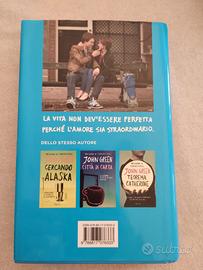 LA VITA NON DEV'ESSERE PERFETTA
PERCHÉ L'AMORE SIA STRAORDINARIO.
DELLO STESSO AUTORE
CERCANDO
ALASKA
JOHN GREEN
CITTÀ DI CARTA
JOHN GREEN
TEOREMA
CATHERINE
Subito